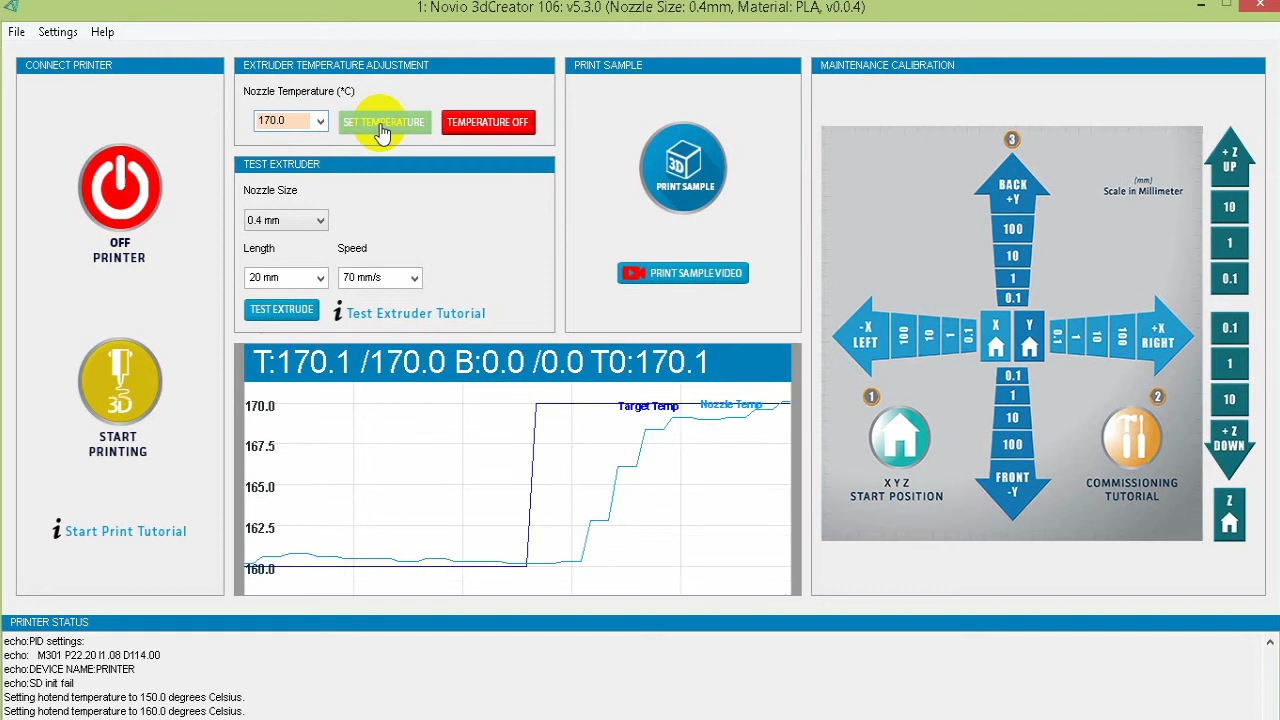 1: Novio 3dCreator 106: v5.3.0 (Nozzle Size: 0.4mm, Material: PLA, v0.0.4)
File Settings Help
CONNECT PRINTER
OFF
PRINTER
3D
START
PRINTING
i Start Print Tutorial
EXTRUDER TEMPERATURE ADJUSTMENT
Nozzle Temperature (*C)
170.0 SET TEMPERATURE TEMPERATURE OFF
TEST EXTRUDER
Nozzle Size
0.4 mm
Length Speed
20 mm 70 mm/s
TEST EXTRUDE i Test Extruder Tutorial
PRINT SAMPLE
3D
PRINT SAMPLE
PRINT SAMPLE VIDEO
T:170.1 /170.0 B:0.0 /0.0 T0:170.1
170.0 Target Temp Nozzle Temp
167.5
165.0
162.5
160.0
MAINTENANCE CALIBRATION
3
BACK
+Y
100
10
1
0.1
[mm]
Scale in Millimeter
-X
LEFT
100 10 1 0.1
X Y
0.1 1 10 100
+X
RIGHT
0.1
1
10
100
FRONT
-Y
1
X Y Z
START POSITION
2
COMMISSIONING
TUTORIAL
+ Z
UP
10
1
0.1
0.1
1
10
+ Z
DOWN
Z
PRINTER STATUS
echo:PID settings:
echo: M301 P22.20 I1.08 D114.00
echo:DEVICE NAME:PRINTER
echo:SD init fail
Setting hotend temperature to 150.0 degrees Celsius.
Setting hotend temperature to 160.0 degrees Celsius.